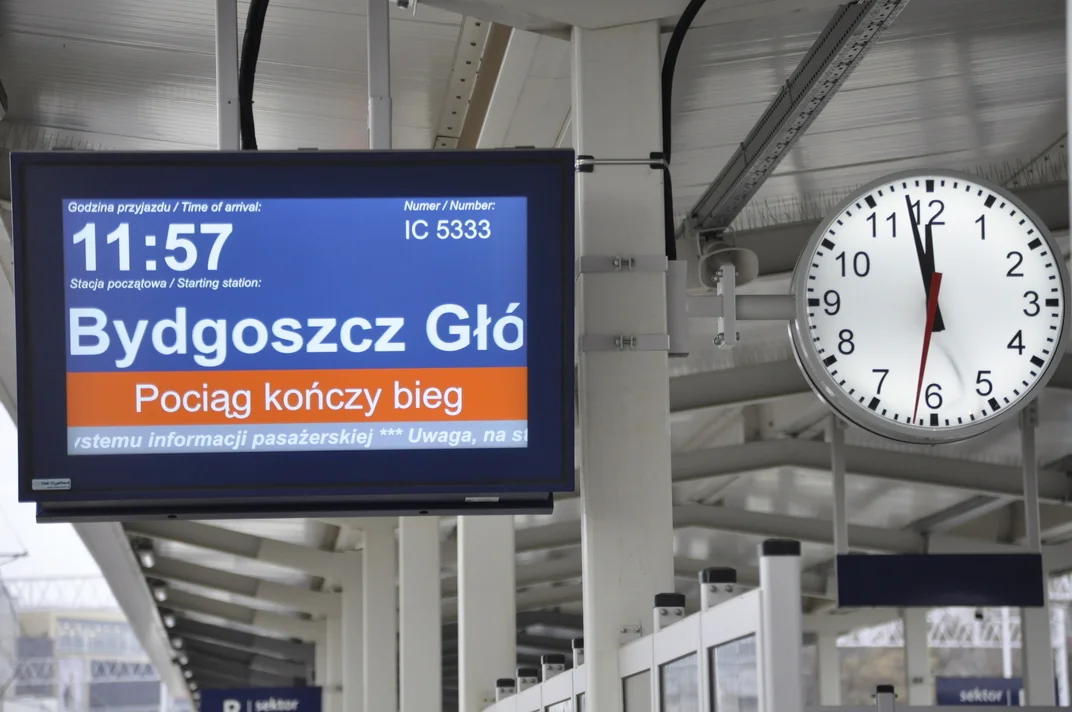 Godzina przyjazdu / Time of arrival:
Numer / Number:
11:57
IC 5333
Stacja początowa / Starting station:
Bydgoszcz Głó
Pociąg kończy bieg
ystemu informacji pasażerskiej *** Uwaga, na st
12
1
2
3
4
5
6
7
8
9
10
11
B | sektor
sektor